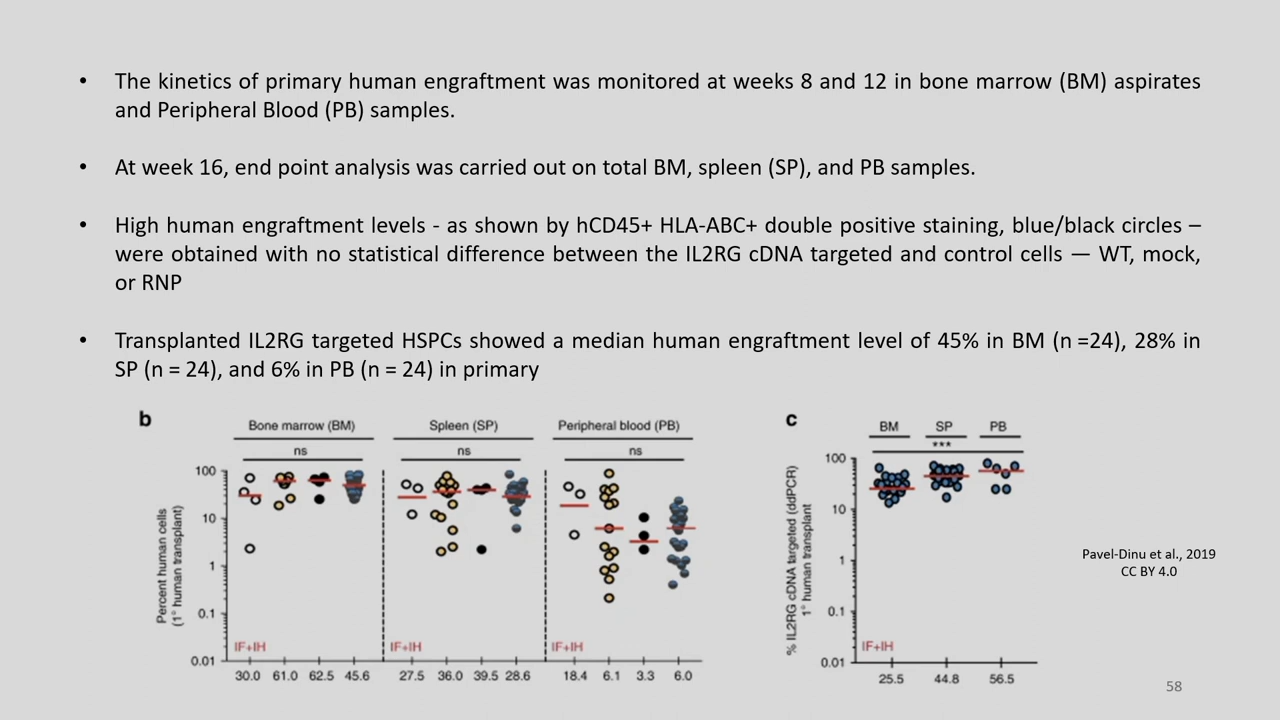 • The kinetics of primary human engraftment was monitored at weeks 8 and 12 in bone marrow (BM) aspirates
and Peripheral Blood (PB) samples.
• At week 16, end point analysis was carried out on total BM, spleen (SP), and PB samples.
• High human engraftment levels - as shown by hCD45+ HLA-ABC+ double positive staining, blue/black circles –
were obtained with no statistical difference between the IL2RG cDNA targeted and control cells — WT, mock,
or RNP
• Transplanted IL2RG targeted HSPCs showed a median human engraftment level of 45% in BM (n =24), 28% in
SP (n = 24), and 6% in PB (n = 24) in primary
b
Bone marrow (BM) Spleen (SP) Peripheral blood (PB)
ns ns ns
Percent human cells
(1° human transplant)
100
10
1
0.1
0.01
IF+IH IF+IH IF+IH
30.0 61.0 62.5 45.6 27.5 36.0 39.5 28.6 18.4 6.1 3.3 6.0
c
BM SP PB
***
% IL2RG cDNA targeted (ddPCR)
1° human transplant
100
10
1
0.1
0.01
IF+IH
25.5 44.8 56.5
Pavel-Dinu et al., 2019
CC BY 4.0
58